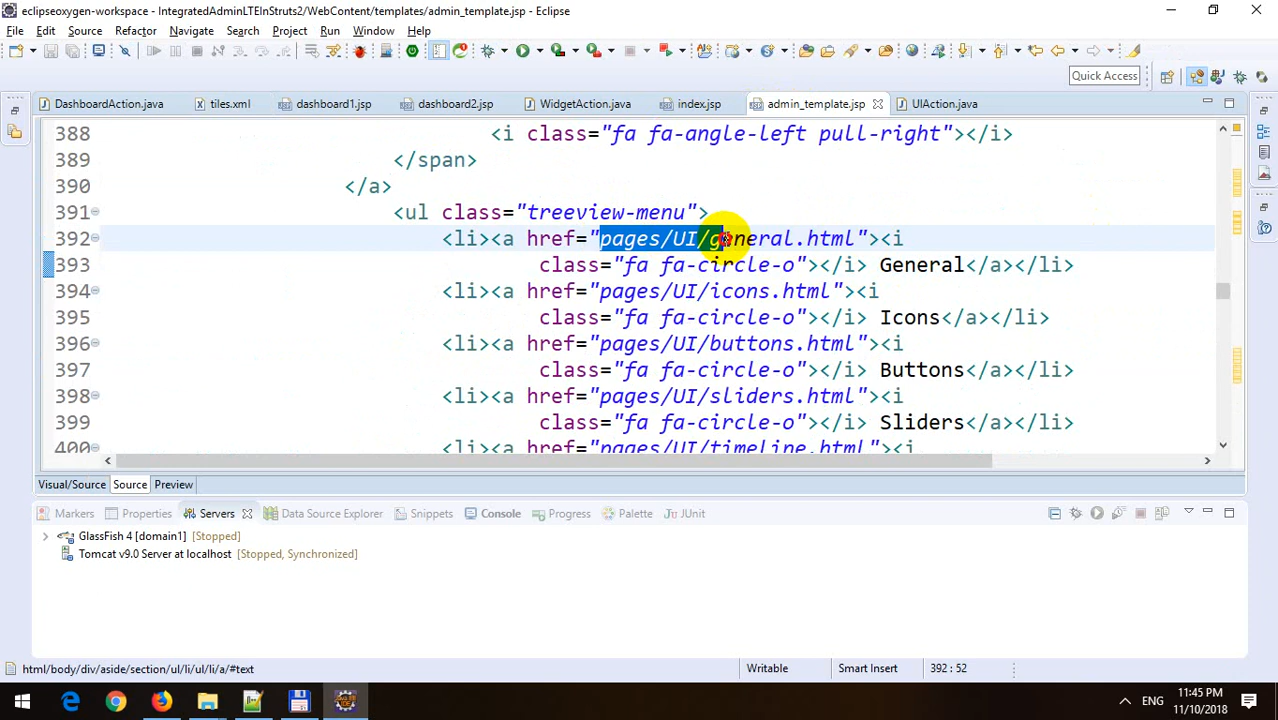 eclipseoxygen-workspace - IntegratedAdminLTEInStruts2/WebContent/templates/admin_template.jsp - Eclipse
File Edit Source Refactor Navigate Search Project Run Window Help
Quick Access
DashboardAction.java tiles.xml dashboard1.jsp dashboard2.jsp WidgetAction.java index.jsp admin_template.jsp UIAction.java
388 <i class="fa fa-angle-left pull-right"></i>
389 </span>
390 </a>
391 <ul class="treeview-menu">
392 <li><a href="pages/UI/general.html"><i
393 class="fa fa-circle-o"></i> General</a></li>
394 <li><a href="pages/UI/icons.html"><i
395 class="fa fa-circle-o"></i> Icons</a></li>
396 <li><a href="pages/UI/buttons.html"><i
397 class="fa fa-circle-o"></i> Buttons</a></li>
398 <li><a href="pages/UI/sliders.html"><i
399 class="fa fa-circle-o"></i> Sliders</a></li>
400 <li><a href="pages/UI/timeline.html"><i
Visual/Source Source Preview
Markers Properties Servers Data Source Explorer Snippets Console Progress Palette JUnit
GlassFish 4 [domain1] [Stopped]
Tomcat v9.0 Server at localhost [Stopped, Synchronized]
html/body/div/aside/section/ul/li/ul/li/a/#text Writable Smart Insert 392 : 52
ENG 11:45 PM
11/10/2018